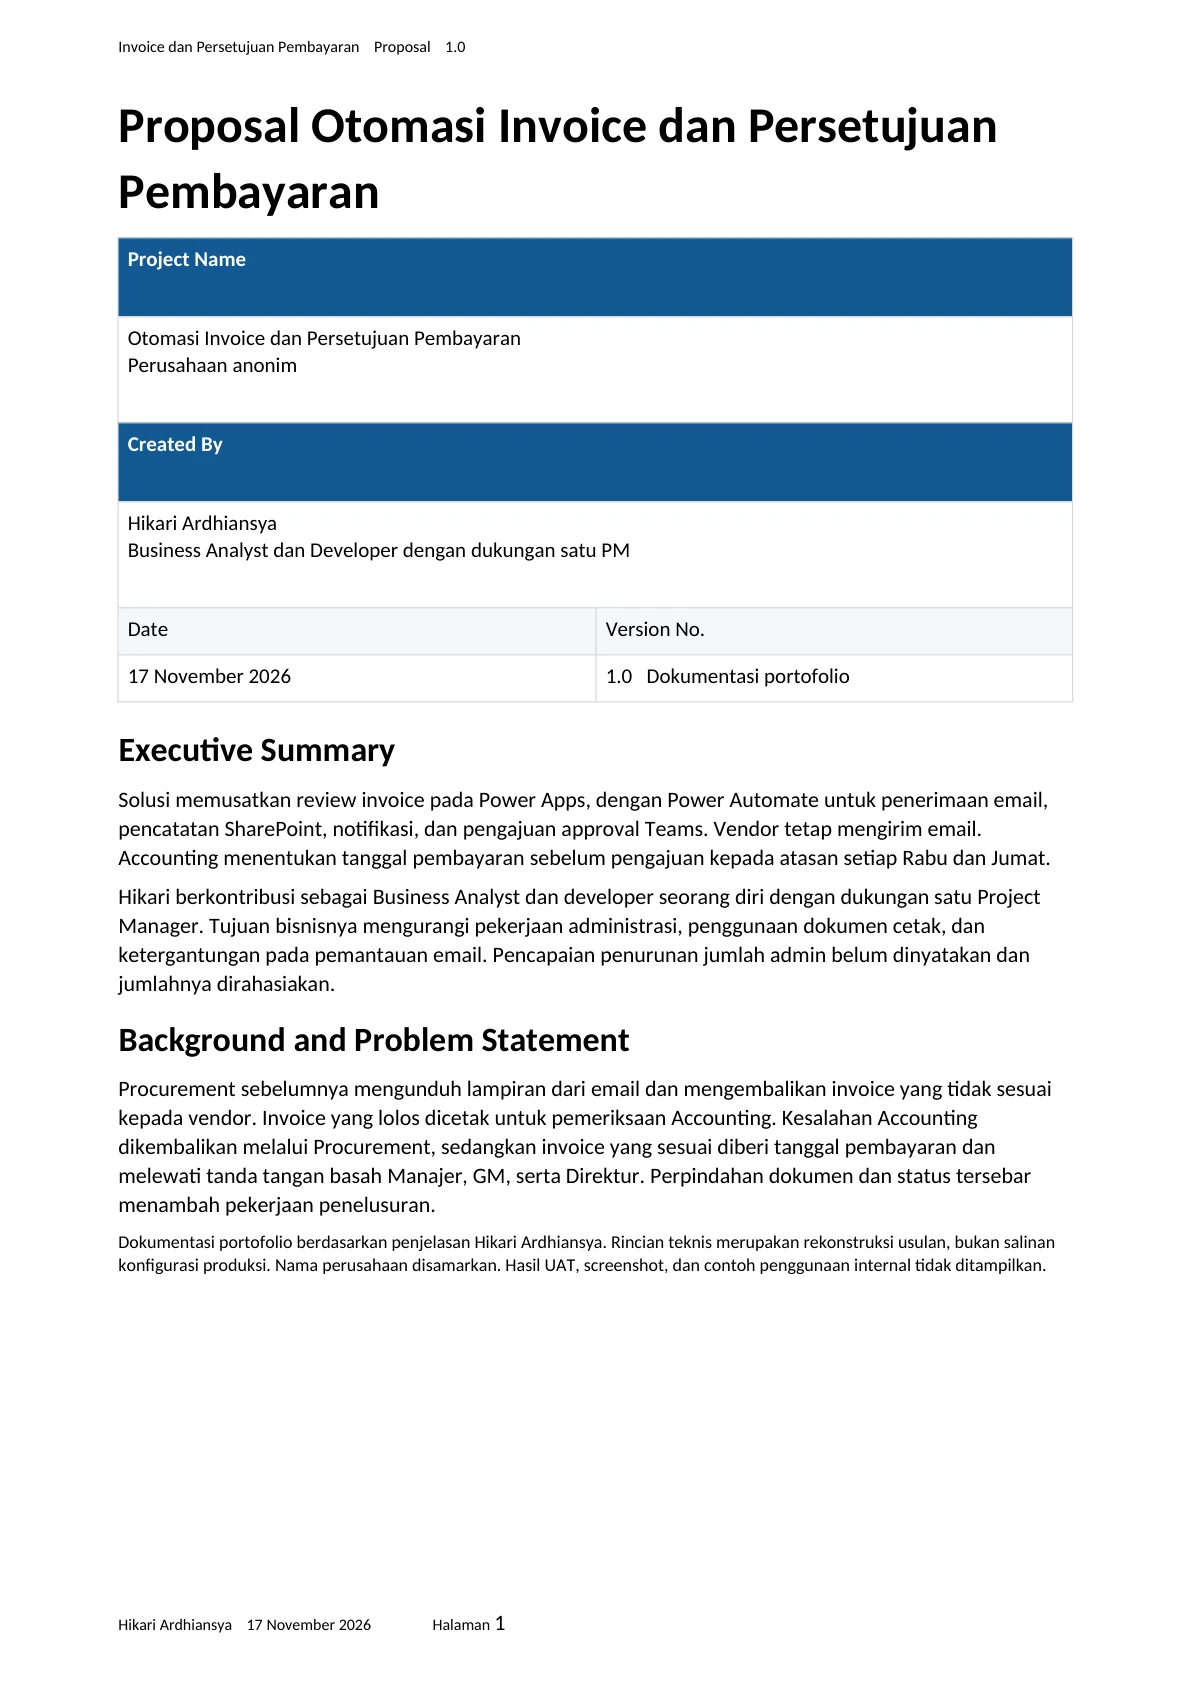 Invoice dan Persetujuan Pembayaran Proposal 1.0
Proposal Otomasi Invoice dan Persetujuan
Pembayaran
Project Name
Otomasi Invoice dan Persetujuan Pembayaran
Perusahaan anonim
Created By
Hikari Ardhiansya
Business Analyst dan Developer dengan dukungan satu PM
Date Version No.
17 November 2026 1.0 Dokumentasi portofolio
Executive Summary
Solusi memusatkan review invoice pada Power Apps, dengan Power Automate untuk penerimaan email,
pencatatan SharePoint, notifikasi, dan pengajuan approval Teams. Vendor tetap mengirim email.
Accounting menentukan tanggal pembayaran sebelum pengajuan kepada atasan setiap Rabu dan Jumat.
Hikari berkontribusi sebagai Business Analyst dan developer seorang diri dengan dukungan satu Project
Manager. Tujuan bisnisnya mengurangi pekerjaan administrasi, penggunaan dokumen cetak, dan
ketergantungan pada pemantauan email. Pencapaian penurunan jumlah admin belum dinyatakan dan
jumlahnya dirahasiakan.
Background and Problem Statement
Procurement sebelumnya mengunduh lampiran dari email dan mengembalikan invoice yang tidak sesuai
kepada vendor. Invoice yang lolos dicetak untuk pemeriksaan Accounting. Kesalahan Accounting
dikembalikan melalui Procurement, sedangkan invoice yang sesuai diberi tanggal pembayaran dan
melewati tanda tangan basah Manajer, GM, serta Direktur. Perpindahan dokumen dan status tersebar
menambah pekerjaan penelusuran.
Dokumentasi portofolio berdasarkan penjelasan Hikari Ardhiansya. Rincian teknis merupakan rekonstruksi usulan, bukan salinan
konfigurasi produksi. Nama perusahaan disamarkan. Hasil UAT, screenshot, dan contoh penggunaan internal tidak ditampilkan.
Hikari Ardhiansya 17 November 2026 Halaman 1